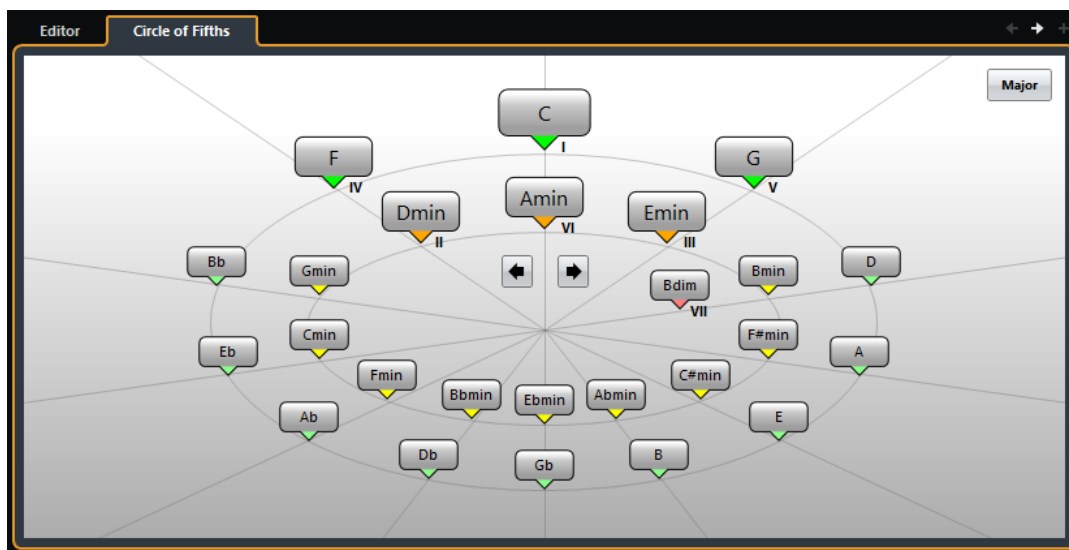 Editor
Circle of Fifths
Major
C
I
F
IV
G
V
Amin
VI
Dmin
II
Emin
III
Bb
Gmin
Bdim
VII
Bmin
D
Eb
Cmin
F#min
A
Fmin
C#min
Bbmin
Ebmin
Abmin
Ab
E
Db
Gb
B